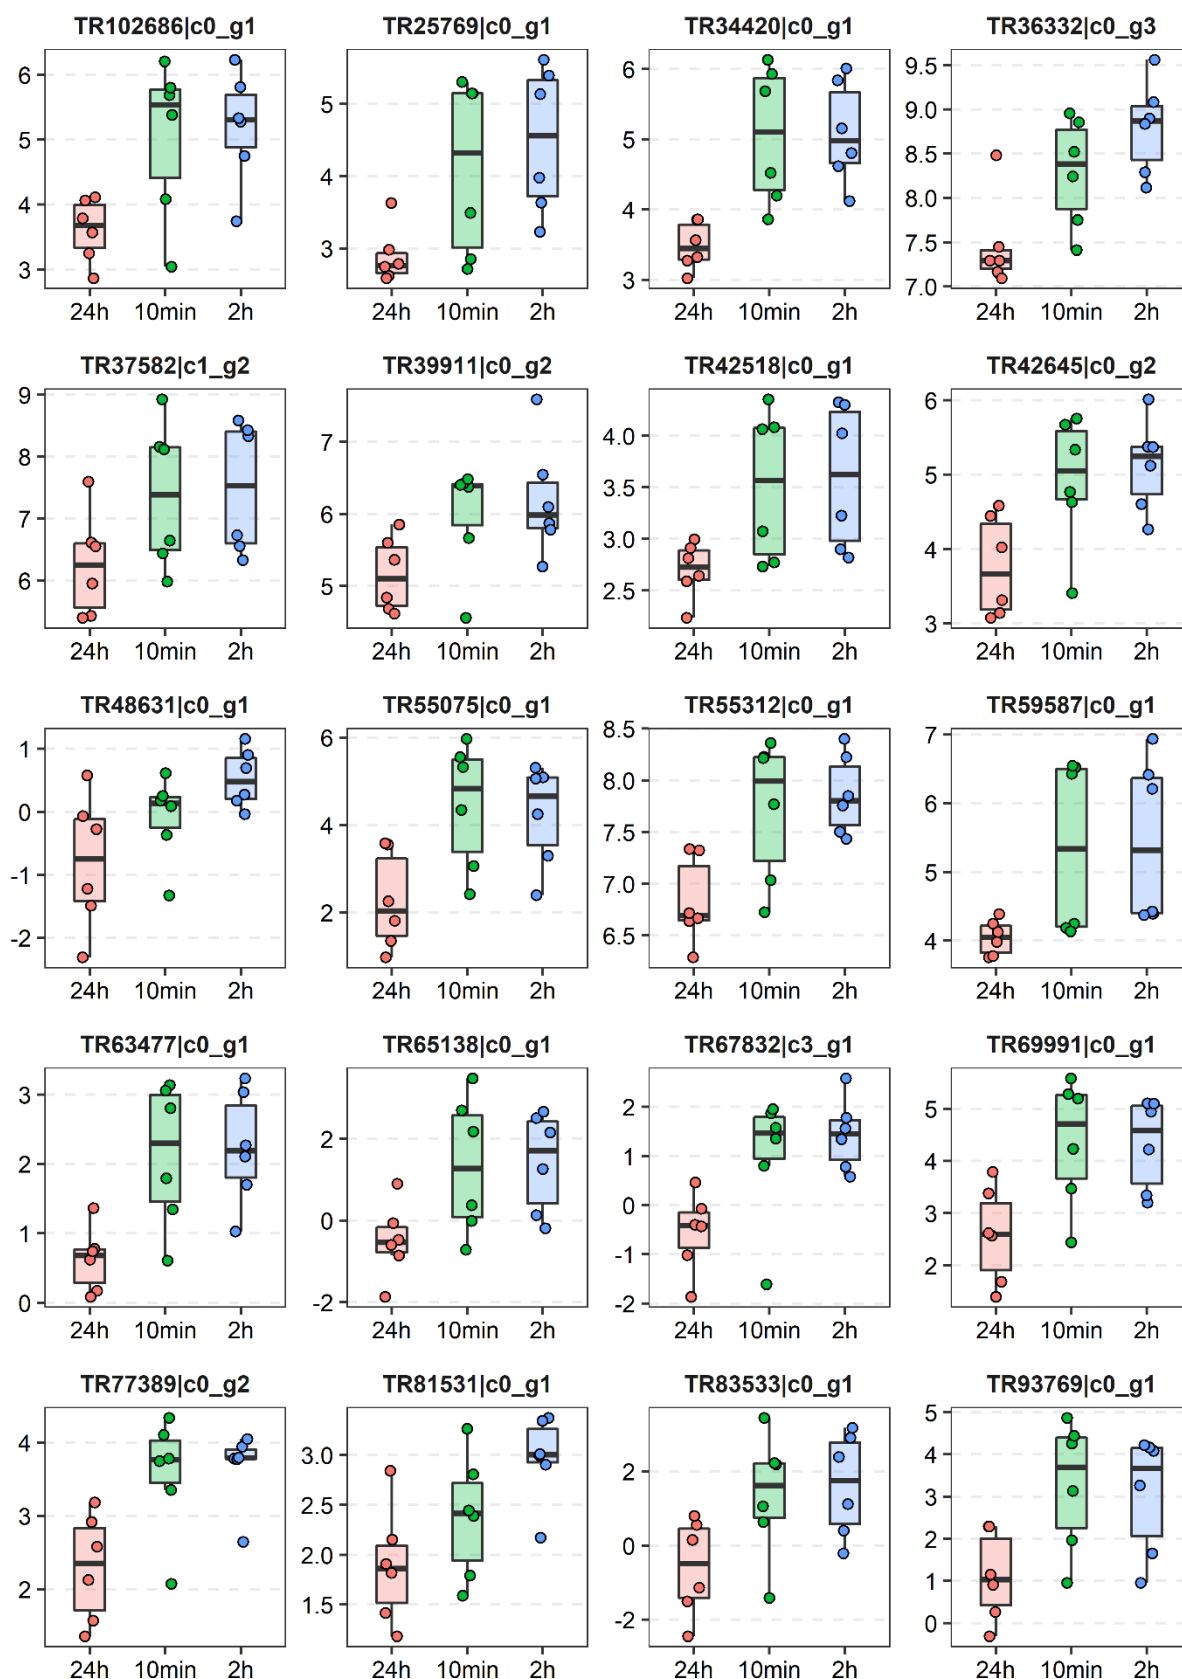 TR102686|c0_g1 TR25769|c0_g1 TR34420|c0_g1 TR36332|c0_g3
6 5 4 3
5 4 3
6 5 4 3
9.5 9.0 8.5 8.0 7.5 7.0
24h 10min 2h 24h 10min 2h 24h 10min 2h 24h 10min 2h
TR37582|c1_g2 TR39911|c0_g2 TR42518|c0_g1 TR42645|c0_g2
9 8 7 6
7 6 5
4.0 3.5 3.0 2.5
6 5 4 3
24h 10min 2h 24h 10min 2h 24h 10min 2h 24h 10min 2h
TR48631|c0_g1 TR55075|c0_g1 TR55312|c0_g1 TR59587|c0_g1
1 0 -1 -2
6 4 2
8.5 8.0 7.5 7.0 6.5
7 6 5 4
24h 10min 2h 24h 10min 2h 24h 10min 2h 24h 10min 2h
TR63477|c0_g1 TR65138|c0_g1 TR67832|c3_g1 TR69991|c0_g1
3 2 1 0
2 0 -2
2 1 0 -1 -2
5 4 3 2
24h 10min 2h 24h 10min 2h 24h 10min 2h 24h 10min 2h
TR77389|c0_g2 TR81531|c0_g1 TR83533|c0_g1 TR93769|c0_g1
4 3 2
3.0 2.5 2.0 1.5
2 0 -2
5 4 3 2 1 0
24h 10min 2h 24h 10min 2h 24h 10min 2h 24h 10min 2h